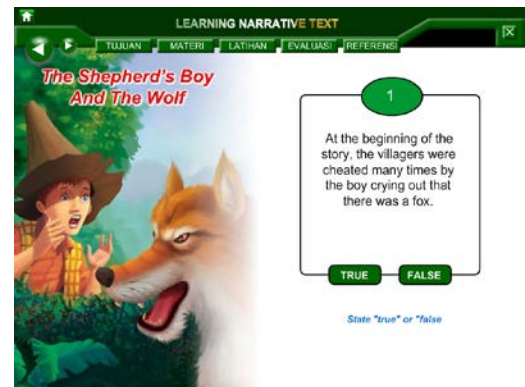 LEARNING NARRATIVE TEXT
TUJUAN MATERI LATIHAN EVALUASI REFERENSI
The Shepherd's Boy
And The Wolf
1
At the beginning of the
story, the villagers were
cheated many times by
the boy crying out that
there was a fox.
TRUE FALSE
State "true" or "false